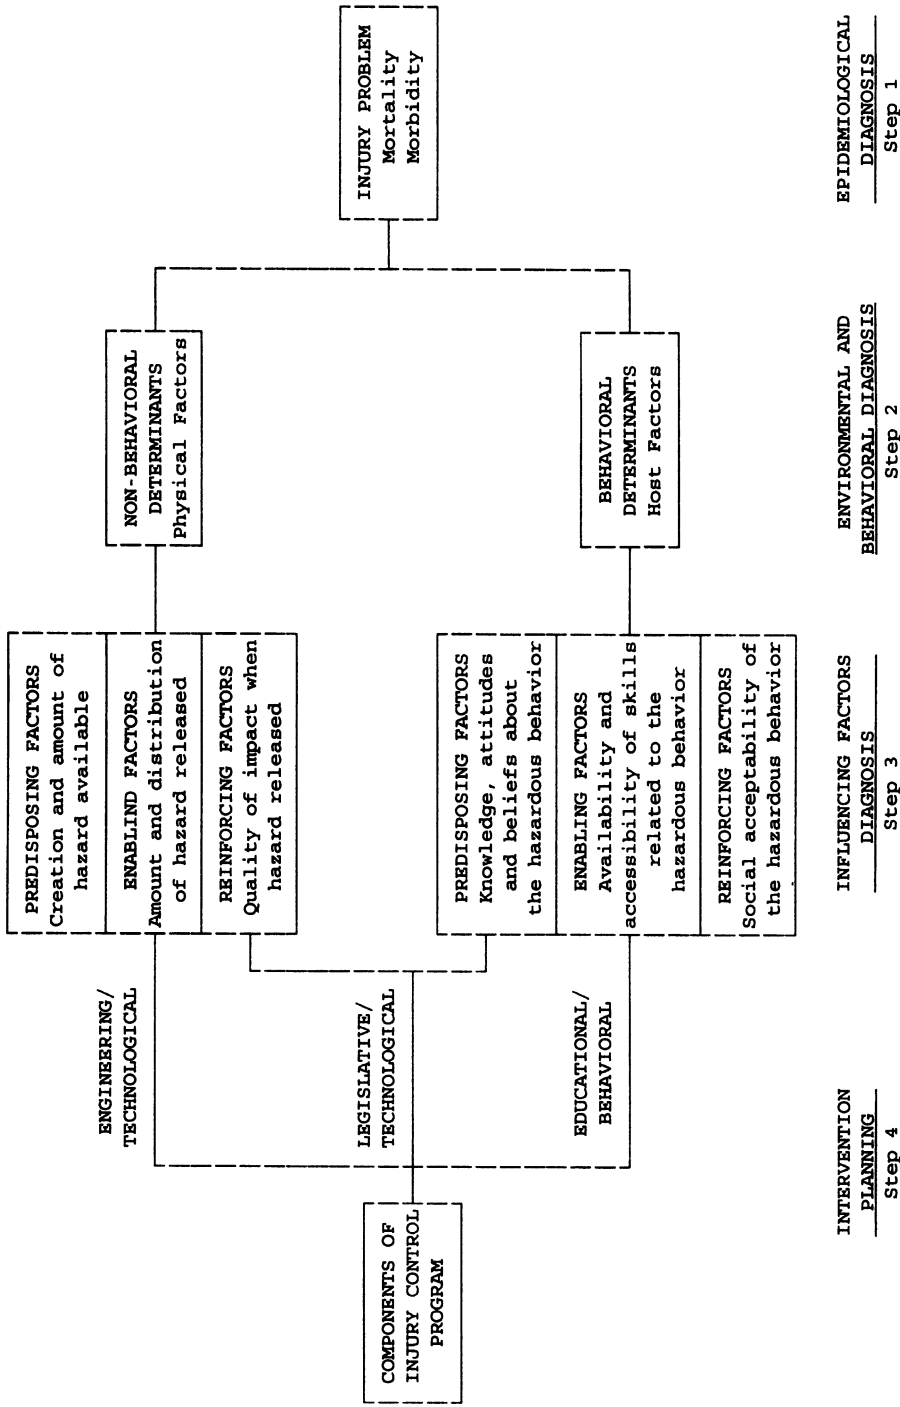 COMPONENTS OF
INJURY CONTROL
PROGRAM
ENGINEERING/
TECHNOLOGICAL
LEGISLATIVE/
TECHNOLOGICAL
EDUCATIONAL/
BEHAVIORAL
PREDISPOSING FACTORS
Creation and amount of
hazard available
ENABLIND FACTORS
Amount and distribution
of hazard released
REINFORCING FACTORS
Quality of impact when
hazard released
PREDISPOSING FACTORS
Knowledge, attitudes
and beliefs about
the hazardous behavior
ENABLING FACTORS
Availability and
accessibility of skills
related to the
hazardous behavior
REINFORCING FACTORS
Social acceptability of
the hazardous behavior
NON-BEHAVIORAL
DETERMINANTS
Physical Factors
BEHAVIORAL
DETERMINANTS
Host Factors
INJURY PROBLEM
Mortality
Morbidity
INTERVENTION
PLANNING
Step 4
INFLUENCING FACTORS
DIAGNOSIS
Step 3
ENVIRONMENTAL AND
BEHAVIORAL DIAGNOSIS
Step 2
EPIDEMIOLOGICAL
DIAGNOSIS
Step 1